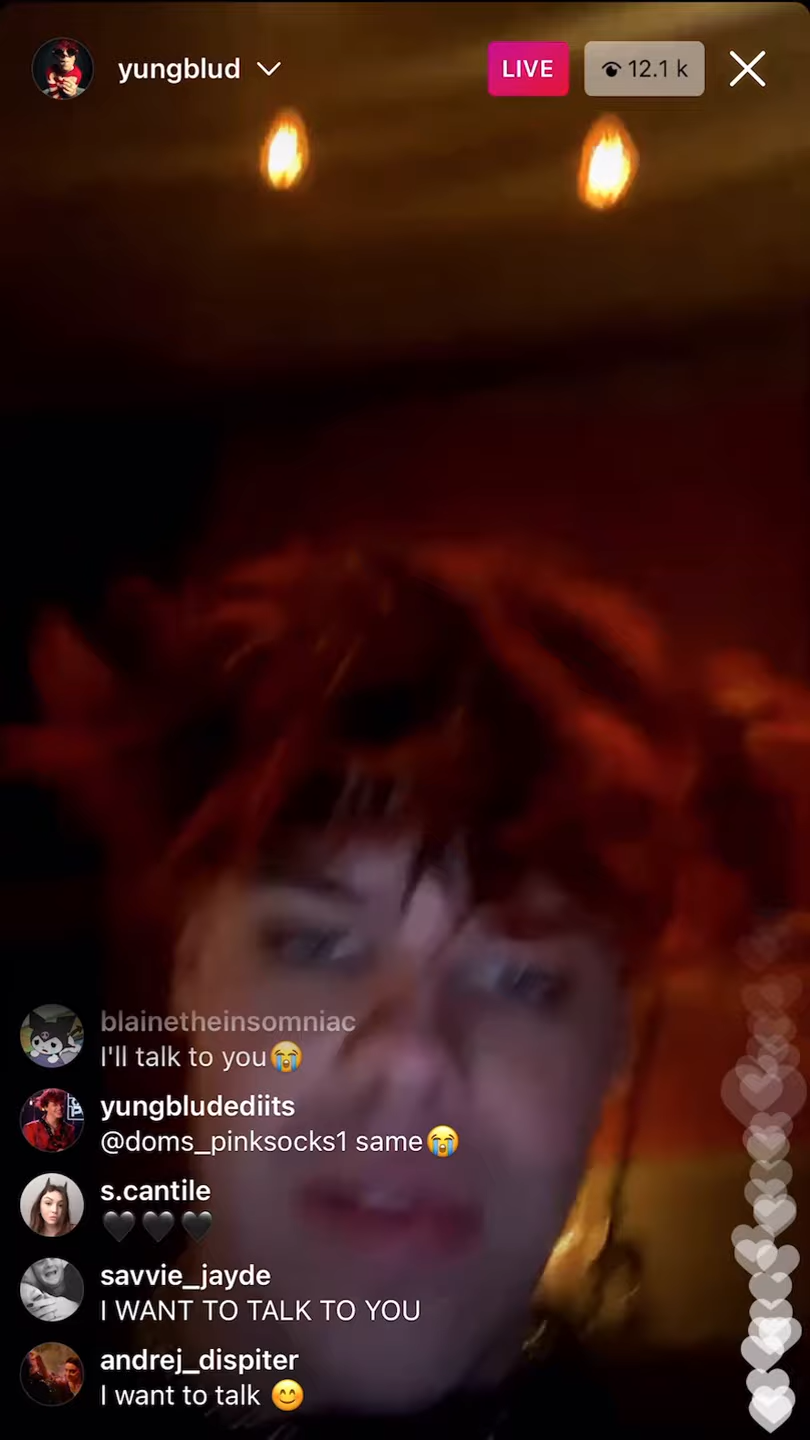 yungblud
LIVE
12.1 k
blainetheinsomniac
I'll talk to you😭
yungbludediits
@doms_pinksocks1 same😭
s.cantile
🖤🖤🖤
savvie_jayde
I WANT TO TALK TO YOU
andrej_dispiter
I want to talk 😊